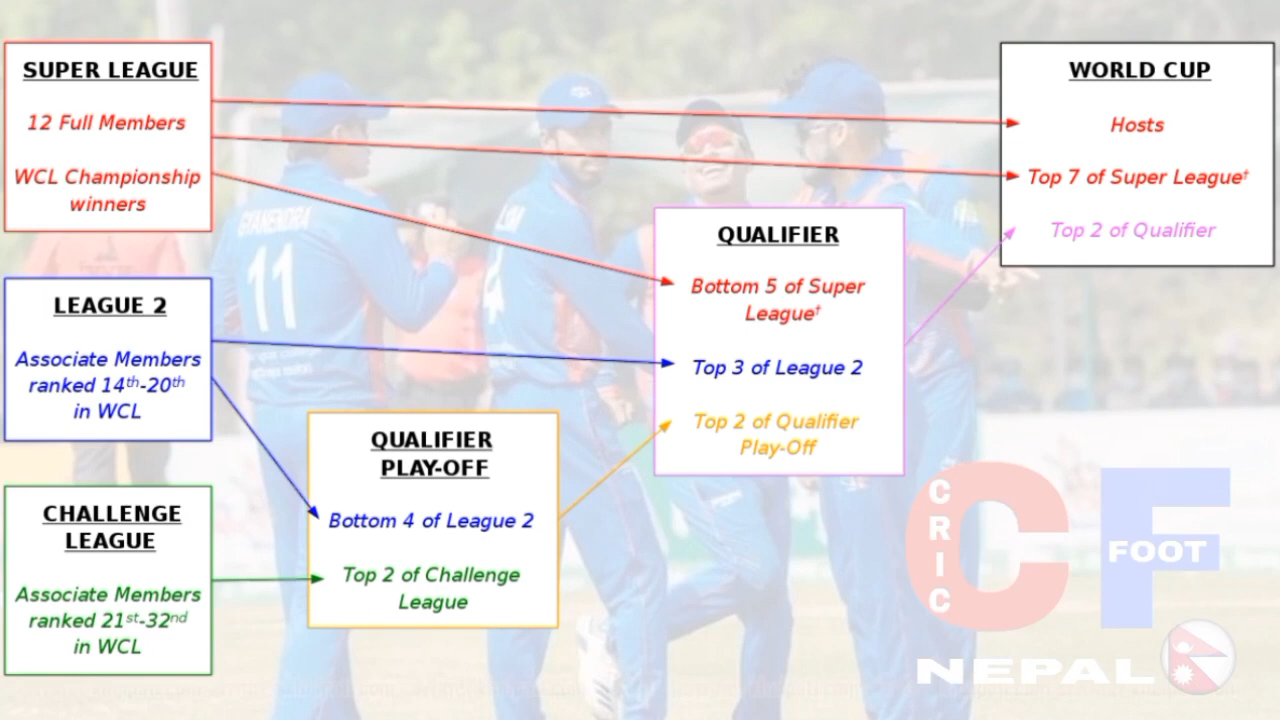 SUPER LEAGUE
12 Full Members
WCL Championship
winners
WORLD CUP
Hosts
Top 7 of Super League†
Top 2 of Qualifier
QUALIFIER
Bottom 5 of Super
League†
Top 3 of League 2
Top 2 of Qualifier
Play-Off
LEAGUE 2
Associate Members
ranked 14th-20th
in WCL
QUALIFIER
PLAY-OFF
Bottom 4 of League 2
Top 2 of Challenge
League
CHALLENGE
LEAGUE
Associate Members
ranked 21st-32nd
in WCL
GYANENDRA
11
CRIC
FOOT
NEPAL